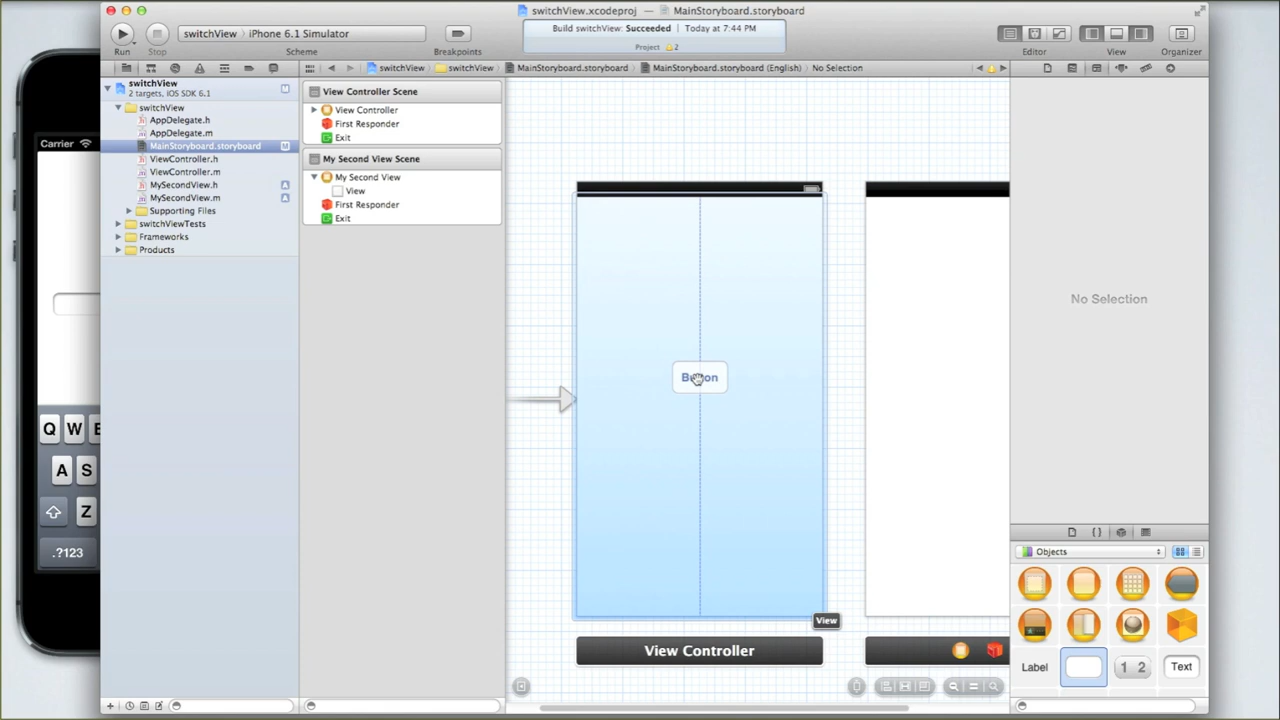 switchView.xcodeproj — MainStoryboard.storyboard
switchView iPhone 6.1 Simulator
Build switchView: Succeeded Today at 7:44 PM
Project 2
Run Stop Scheme Breakpoints Editor View Organizer
switchView switchView MainStoryboard.storyboard MainStoryboard.storyboard (English) No Selection
switchView
2 targets, iOS SDK 6.1
M
switchView
AppDelegate.h
AppDelegate.m
MainStoryboard.storyboard M
ViewController.h
ViewController.m
MySecondView.h A
MySecondView.m A
Supporting Files
switchViewTests
Frameworks
Products
View Controller Scene
View Controller
First Responder
Exit
My Second View Scene
My Second View
View
First Responder
Exit
Carrier
Q W E
A S
Z
.?123
View
View Controller
No Selection
Objects
Label 1 2 Text